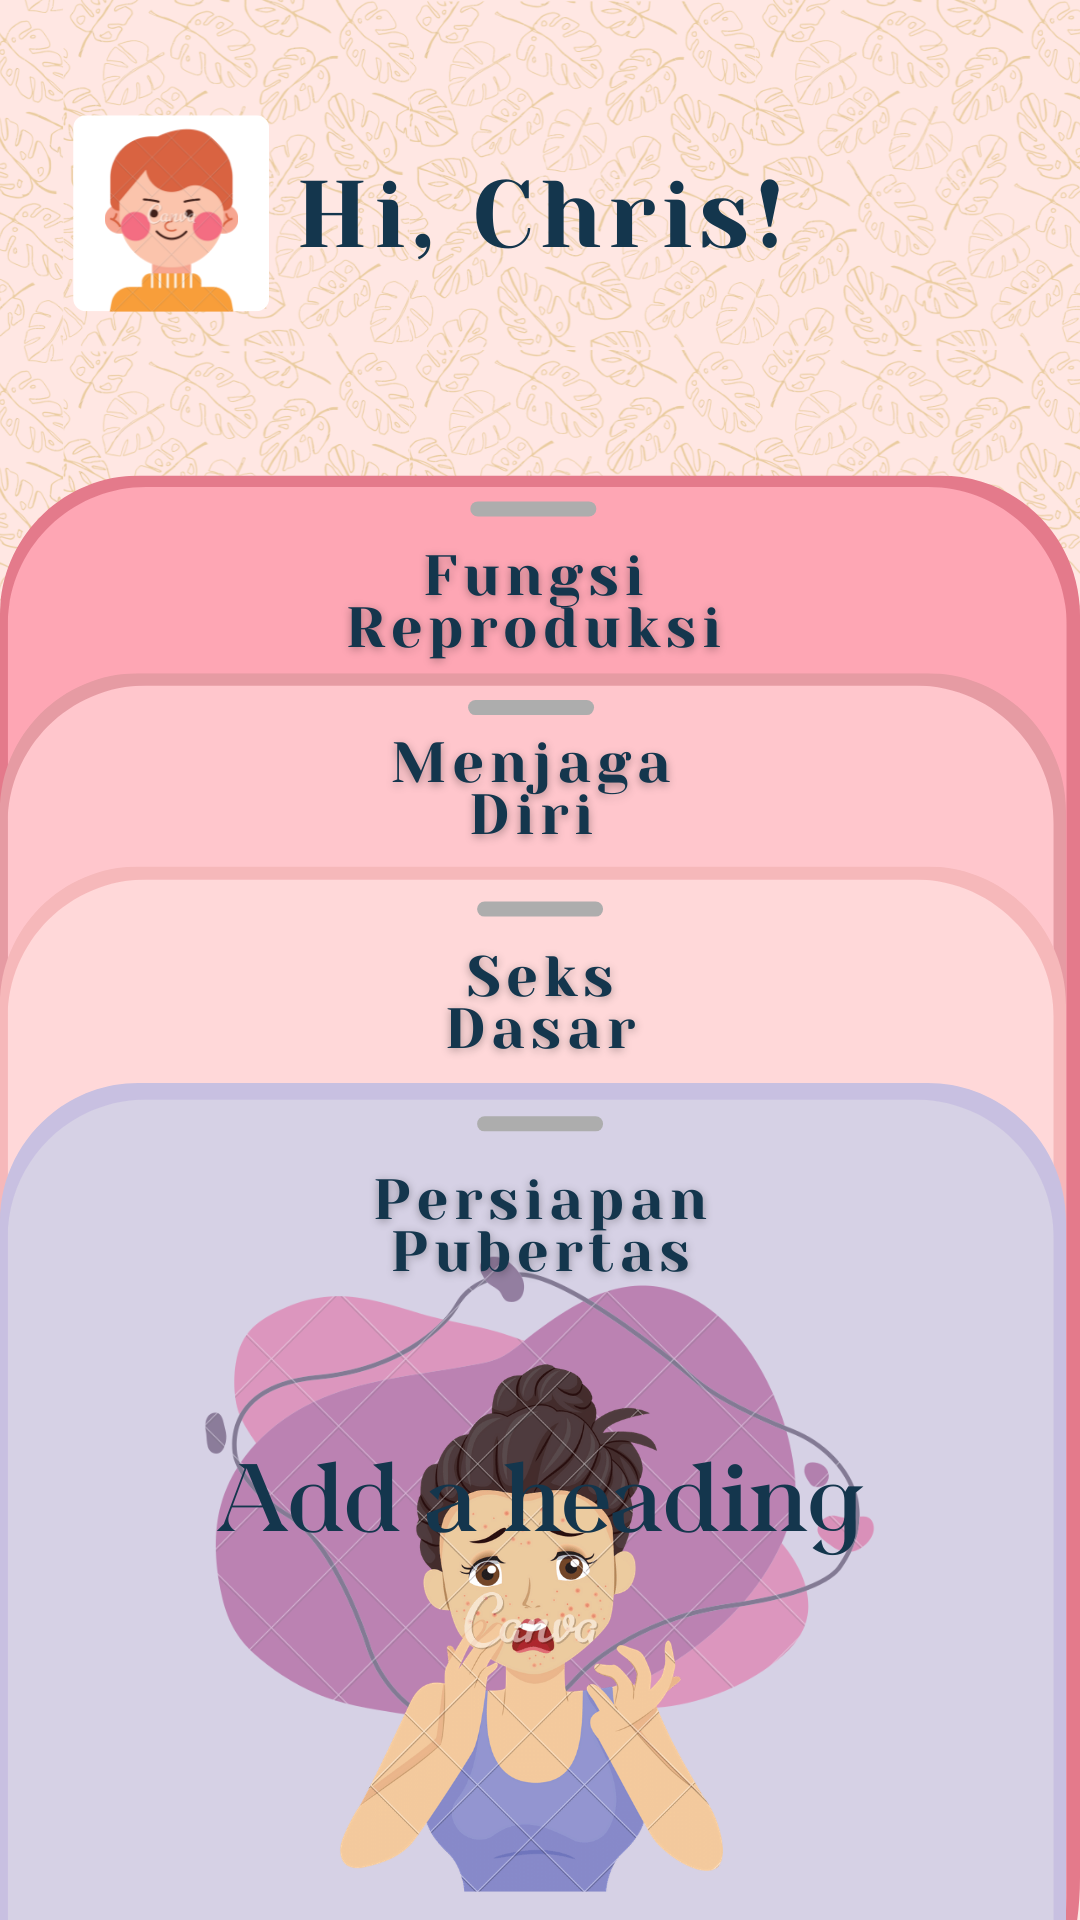 Hi, Chris!
Fungsi
Reproduksi
Menjaga
Diri
Seks
Dasar
Persiapan
Pubertas
Add a heading
Canva